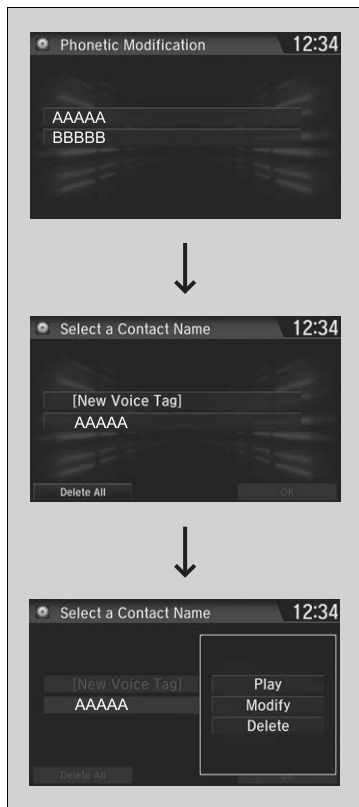 Phonetic Modification 12:34
AAAAA
BBBBB
Select a Contact Name 12:34
[New Voice Tag]
AAAAA
Delete All OK
Select a Contact Name 12:34
[New Voice Tag] Play
AAAAA Modify
Delete
Delete All OK